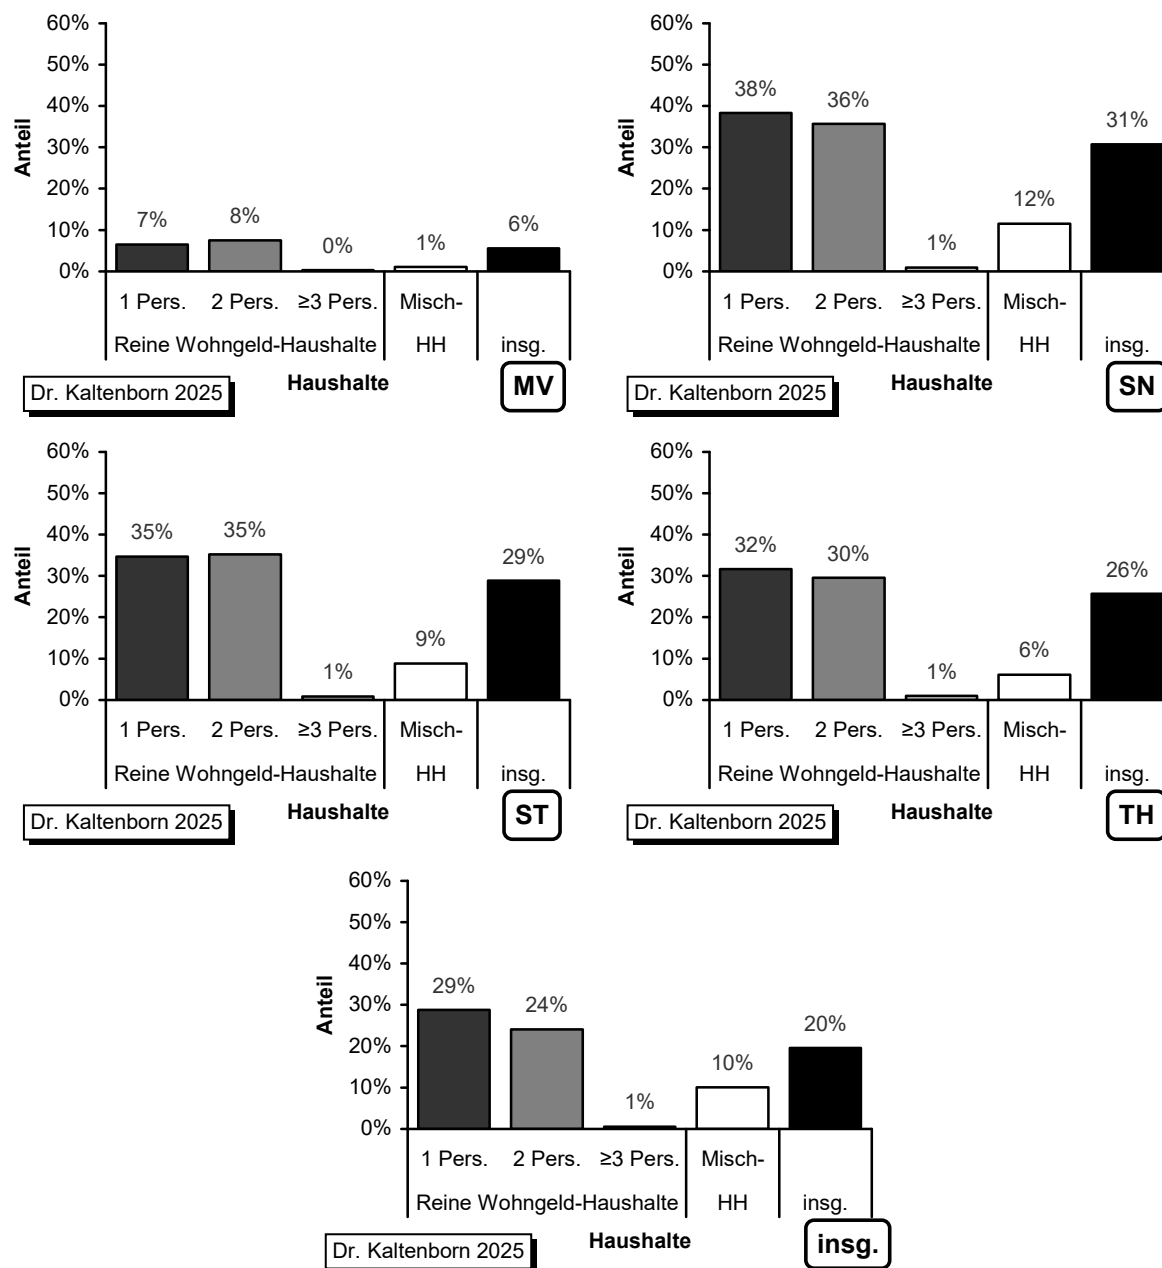 60%
50%
40%
30%
20%
10%
0%
Anteil
7%
8%
0%
1%
6%
1 Pers.
2 Pers.
≥3 Pers.
Misch-
Reine Wohngeld-Haushalte
HH
insg.
Haushalte
Dr. Kaltenborn 2025
MV
60%
50%
40%
30%
20%
10%
0%
Anteil
38%
36%
1%
12%
31%
1 Pers.
2 Pers.
≥3 Pers.
Misch-
Reine Wohngeld-Haushalte
HH
insg.
Haushalte
Dr. Kaltenborn 2025
SN
60%
50%
40%
30%
20%
10%
0%
Anteil
35%
35%
1%
9%
29%
1 Pers.
2 Pers.
≥3 Pers.
Misch-
Reine Wohngeld-Haushalte
HH
insg.
Haushalte
Dr. Kaltenborn 2025
ST
60%
50%
40%
30%
20%
10%
0%
Anteil
32%
30%
1%
6%
26%
1 Pers.
2 Pers.
≥3 Pers.
Misch-
Reine Wohngeld-Haushalte
HH
insg.
Haushalte
Dr. Kaltenborn 2025
TH
60%
50%
40%
30%
20%
10%
0%
Anteil
29%
24%
1%
10%
20%
1 Pers.
2 Pers.
≥3 Pers.
Misch-
Reine Wohngeld-Haushalte
HH
insg.
Haushalte
Dr. Kaltenborn 2025
insg.